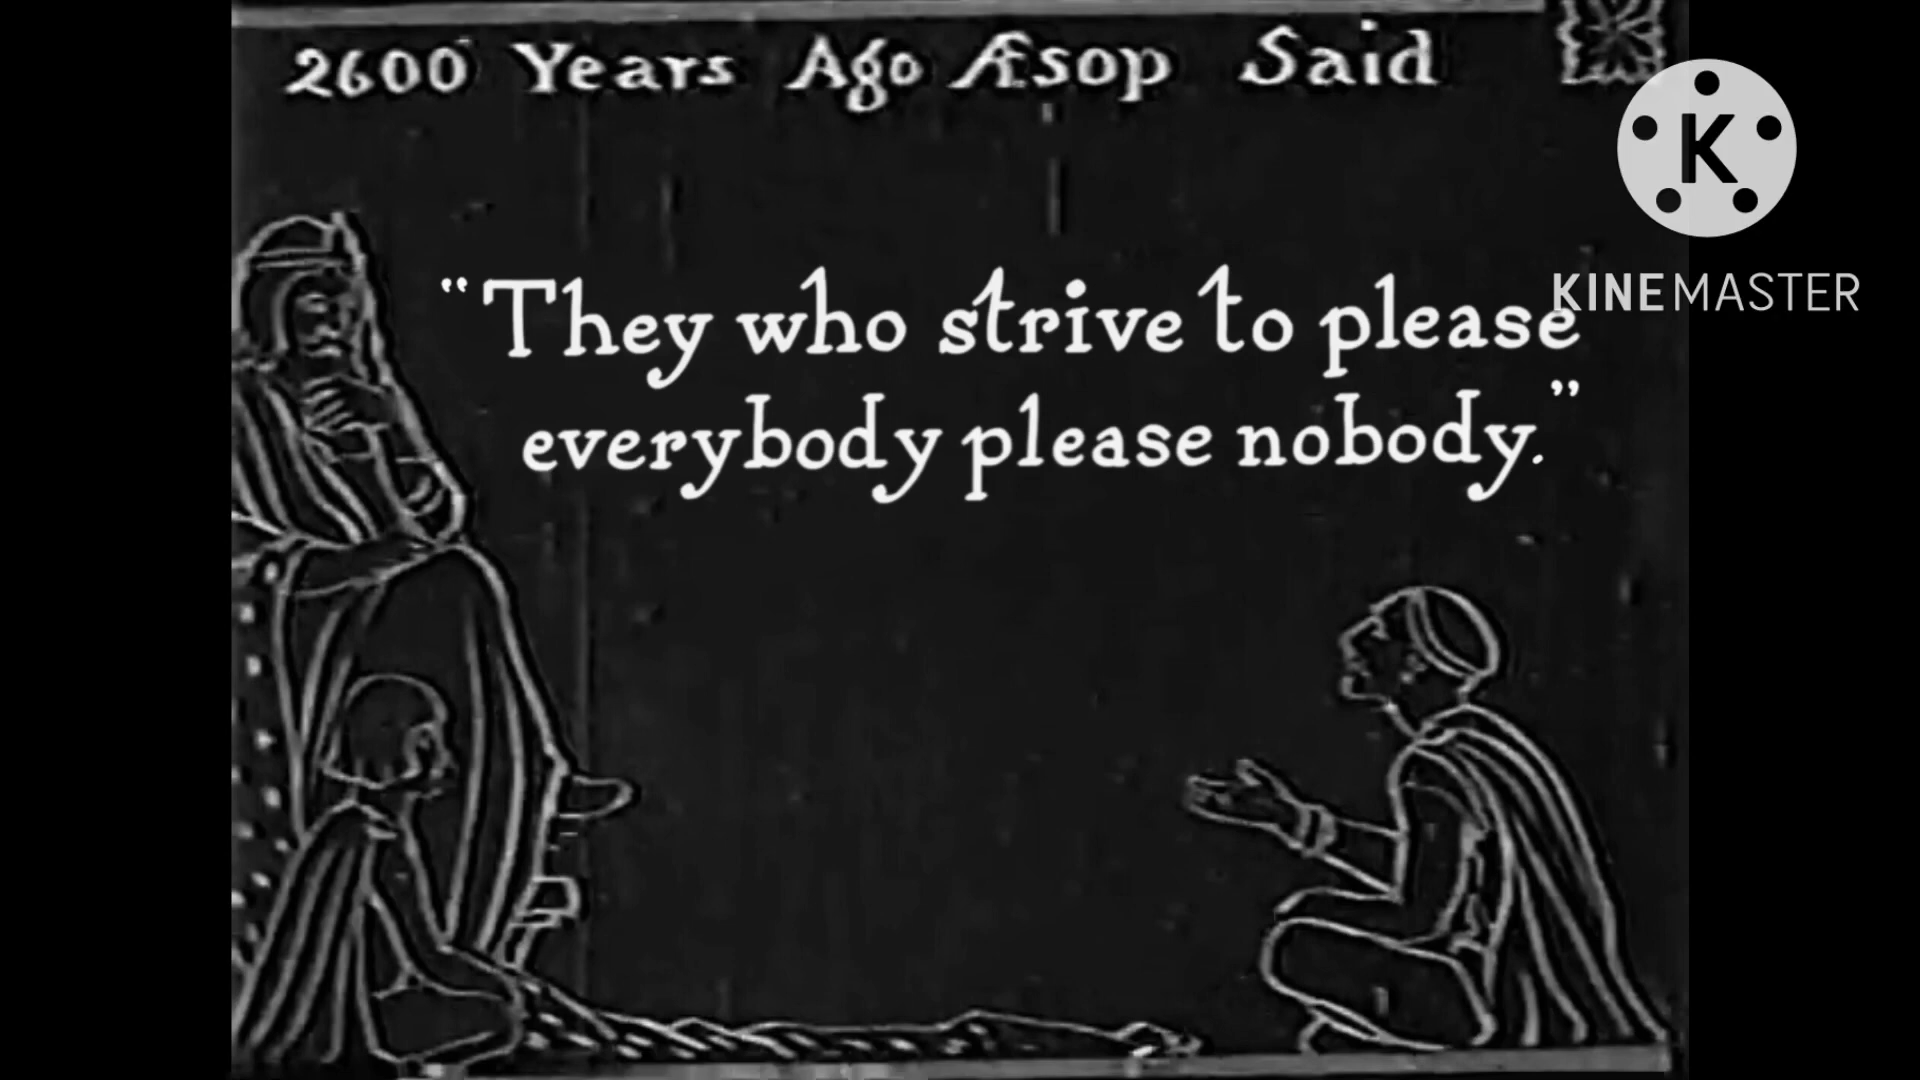 2600 Years Ago Æsop Said
K
KINEMASTER
“They who strive to please
everybody please nobody.”